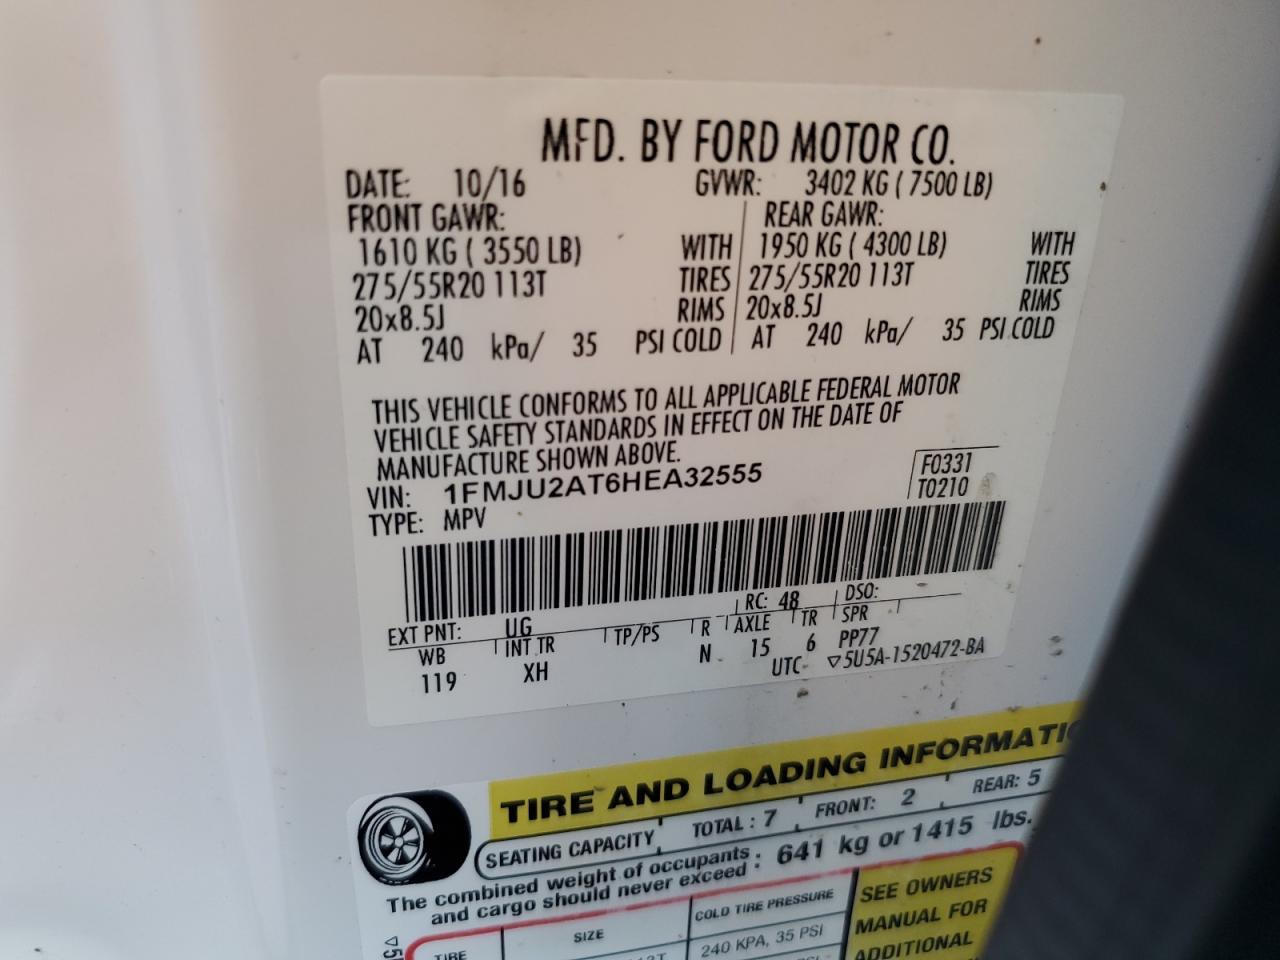 MFD. BY FORD MOTOR CO.
DATE: 10/16 GVWR: 3402 KG ( 7500 LB)
FRONT GAWR: REAR GAWR:
1610 KG ( 3550 LB) WITH 1950 KG ( 4300 LB) WITH
275/55R20 113T TIRES 275/55R20 113T TIRES
20x8.5J RIMS 20x8.5J RIMS
AT 240 kPa/ 35 PSI COLD AT 240 kPa/ 35 PSI COLD
THIS VEHICLE CONFORMS TO ALL APPLICABLE FEDERAL MOTOR
VEHICLE SAFETY STANDARDS IN EFFECT ON THE DATE OF
MANUFACTURE SHOWN ABOVE.
VIN: 1FMJU2AT6HEA32555
TYPE: MPV
F0331
T0210
EXT PNT: UG RC: 48 DSO:
WB INT TR TP/PS R AXLE TR SPR
119 XH N 15 6 PP77
UTC ▽5U5A-1520472-BA
TIRE AND LOADING INFORMATI
SEATING CAPACITY TOTAL : 7 FRONT: 2 REAR: 5
The combined weight of occupants
and cargo should never exceed : 641 kg or 1415 lbs.
TIRE SIZE COLD TIRE PRESSURE
240 KPA, 35 PSI
SEE OWNERS
MANUAL FOR
ADDITIONAL